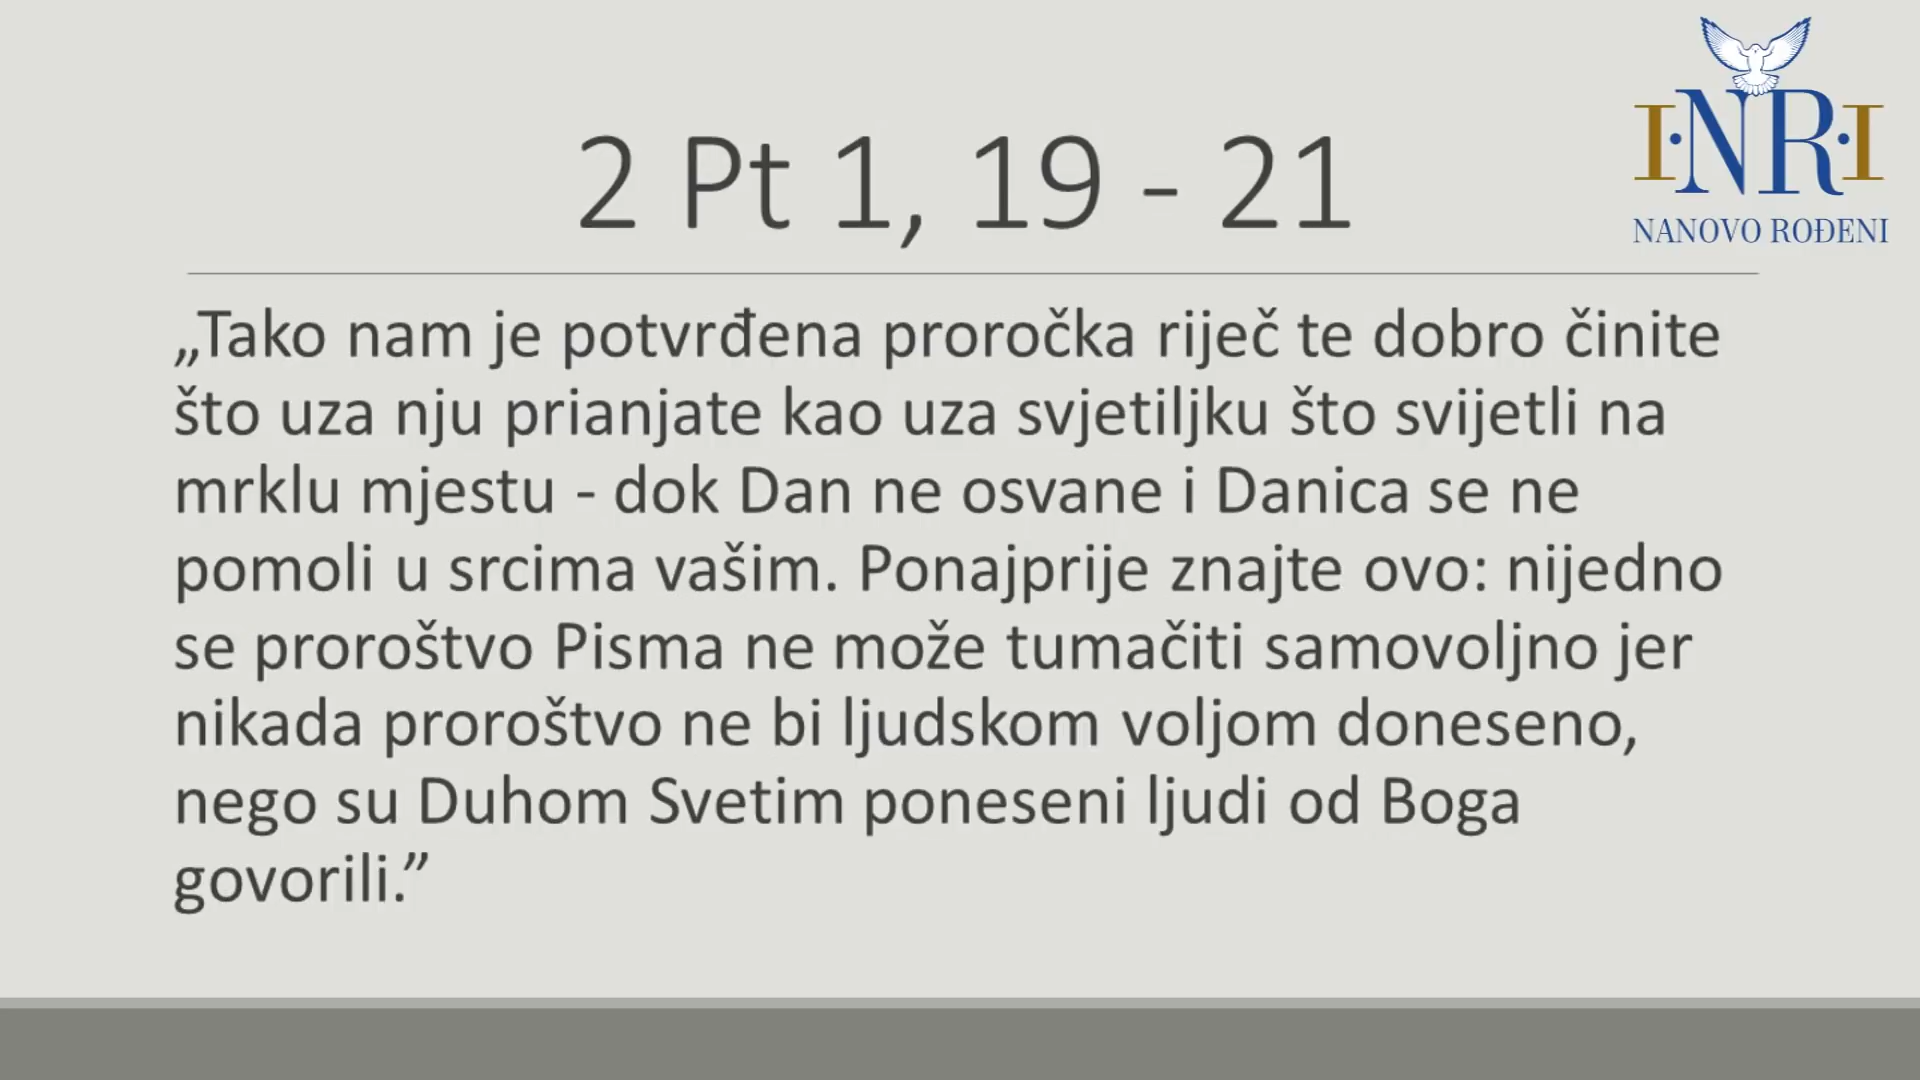 I·NR·I
NANOVO ROĐENI
2 Pt 1, 19 - 21
„Tako nam je potvrđena proročka riječ te dobro činite
što uza nju prianjate kao uza svjetiljku što svijetli na
mrklu mjestu - dok Dan ne osvane i Danica se ne
pomoli u srcima vašim. Ponajprije znajte ovo: nijedno
se proroštvo Pisma ne može tumačiti samovoljno jer
nikada proroštvo ne bi ljudskom voljom doneseno,
nego su Duhom Svetim poneseni ljudi od Boga
govorili.”